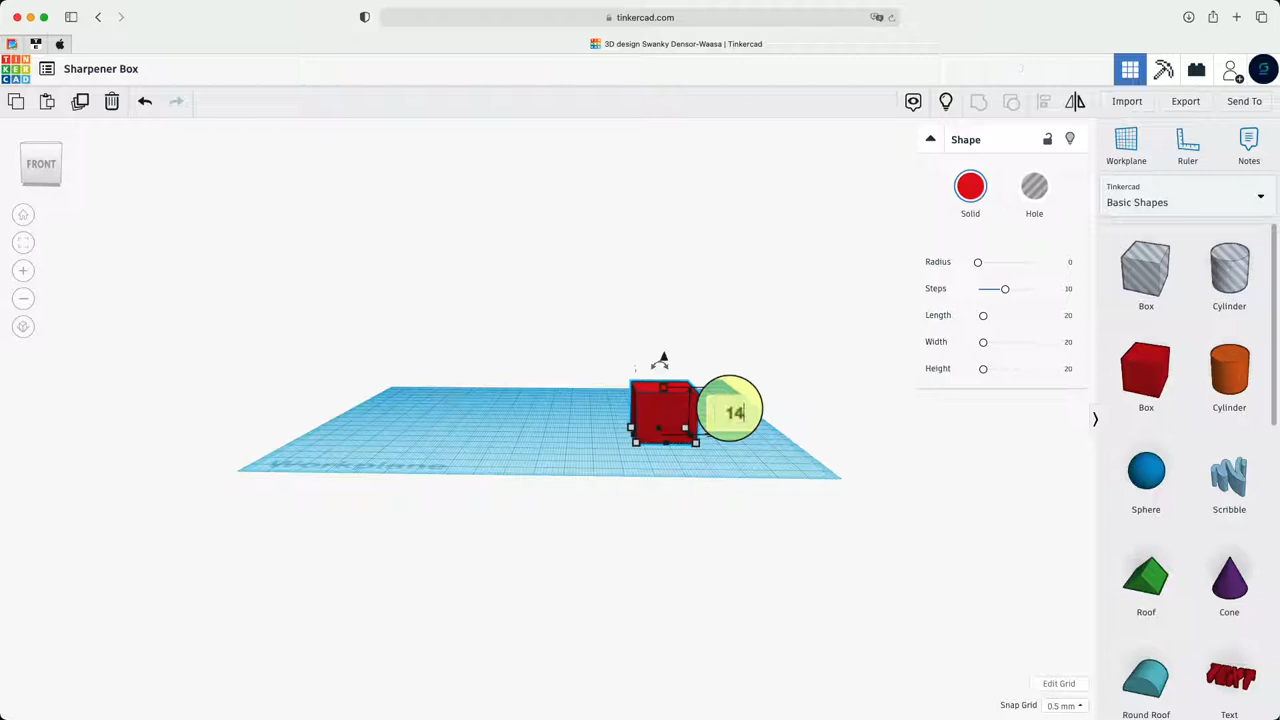 tinkercad.com
3D design Swanky Densor-Waasa | Tinkercad
TIN
KER
CAD
Sharpener Box
Import
Export
Send To
FRONT
Shape
Solid
Hole
Radius
0
Steps
10
Length
20
Width
20
Height
20
14
Workplane
Ruler
Notes
Tinkercad
Basic Shapes
Box
Cylinder
Box
Cylinder
Sphere
Scribble
Roof
Cone
Round Roof
Text
TEXT
Edit Grid
Snap Grid
0.5 mm